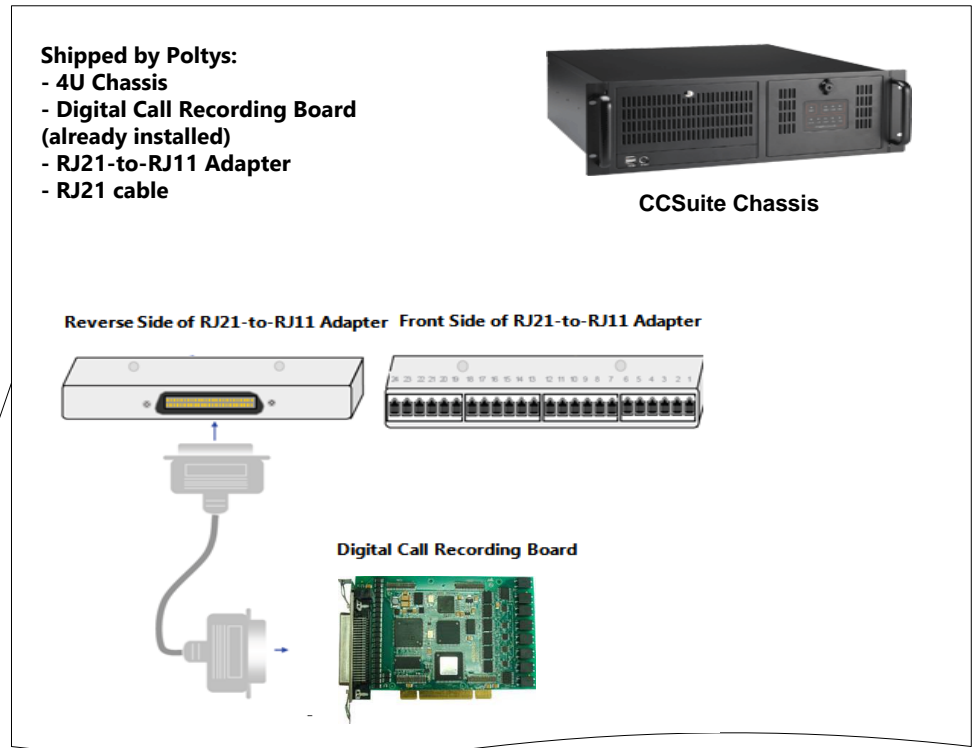 Shipped by Poltys:
- 4U Chassis
- Digital Call Recording Board
(already installed)
- RJ21-to-RJ11 Adapter
- RJ21 cable
CCSuite Chassis
Reverse Side of RJ21-to-RJ11 Adapter
Front Side of RJ21-to-RJ11 Adapter
24 23 22 21 20 19 18 17 16 15 14 13 12 11 10 9 8 7 6 5 4 3 2 1
Digital Call Recording Board